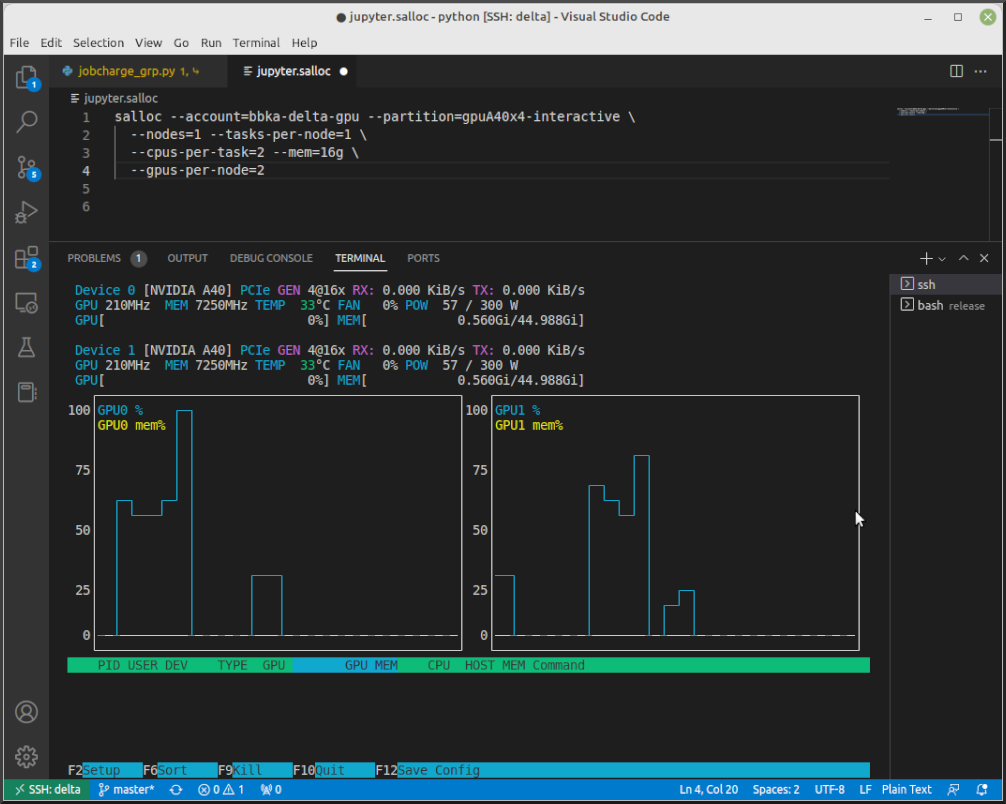 jupyter.salloc - python [SSH: delta] - Visual Studio Code
File Edit Selection View Go Run Terminal Help
jobcharge_grp.py 1, jupyter.salloc
jupyter.salloc
1 salloc --account=bbka-delta-gpu --partition=gpuA40x4-interactive \
2 --nodes=1 --tasks-per-node=1 \
3 --cpus-per-task=2 --mem=16g \
4 --gpus-per-node=2
5
6
1
5
2
PROBLEMS 1 OUTPUT DEBUG CONSOLE TERMINAL PORTS
ssh
bash release
Device 0 [NVIDIA A40] PCIe GEN 4@16x RX: 0.000 KiB/s TX: 0.000 KiB/s
GPU 210MHz MEM 7250MHz TEMP 33°C FAN 0% POW 57 / 300 W
GPU[ 0%] MEM[ 0.560Gi/44.988Gi]
Device 1 [NVIDIA A40] PCIe GEN 4@16x RX: 0.000 KiB/s TX: 0.000 KiB/s
GPU 210MHz MEM 7250MHz TEMP 33°C FAN 0% POW 57 / 300 W
GPU[ 0%] MEM[ 0.560Gi/44.988Gi]
100 GPU0 % 100 GPU1 %
GPU0 mem% GPU1 mem%
75 75
50 50
25 25
0 0
PID USER DEV TYPE GPU GPU MEM CPU HOST MEM Command
F2Setup F6Sort F9Kill F10Quit F12Save Config
SSH: delta master* 0 1 0 Ln 4, Col 20 Spaces: 2 UTF-8 LF Plain Text